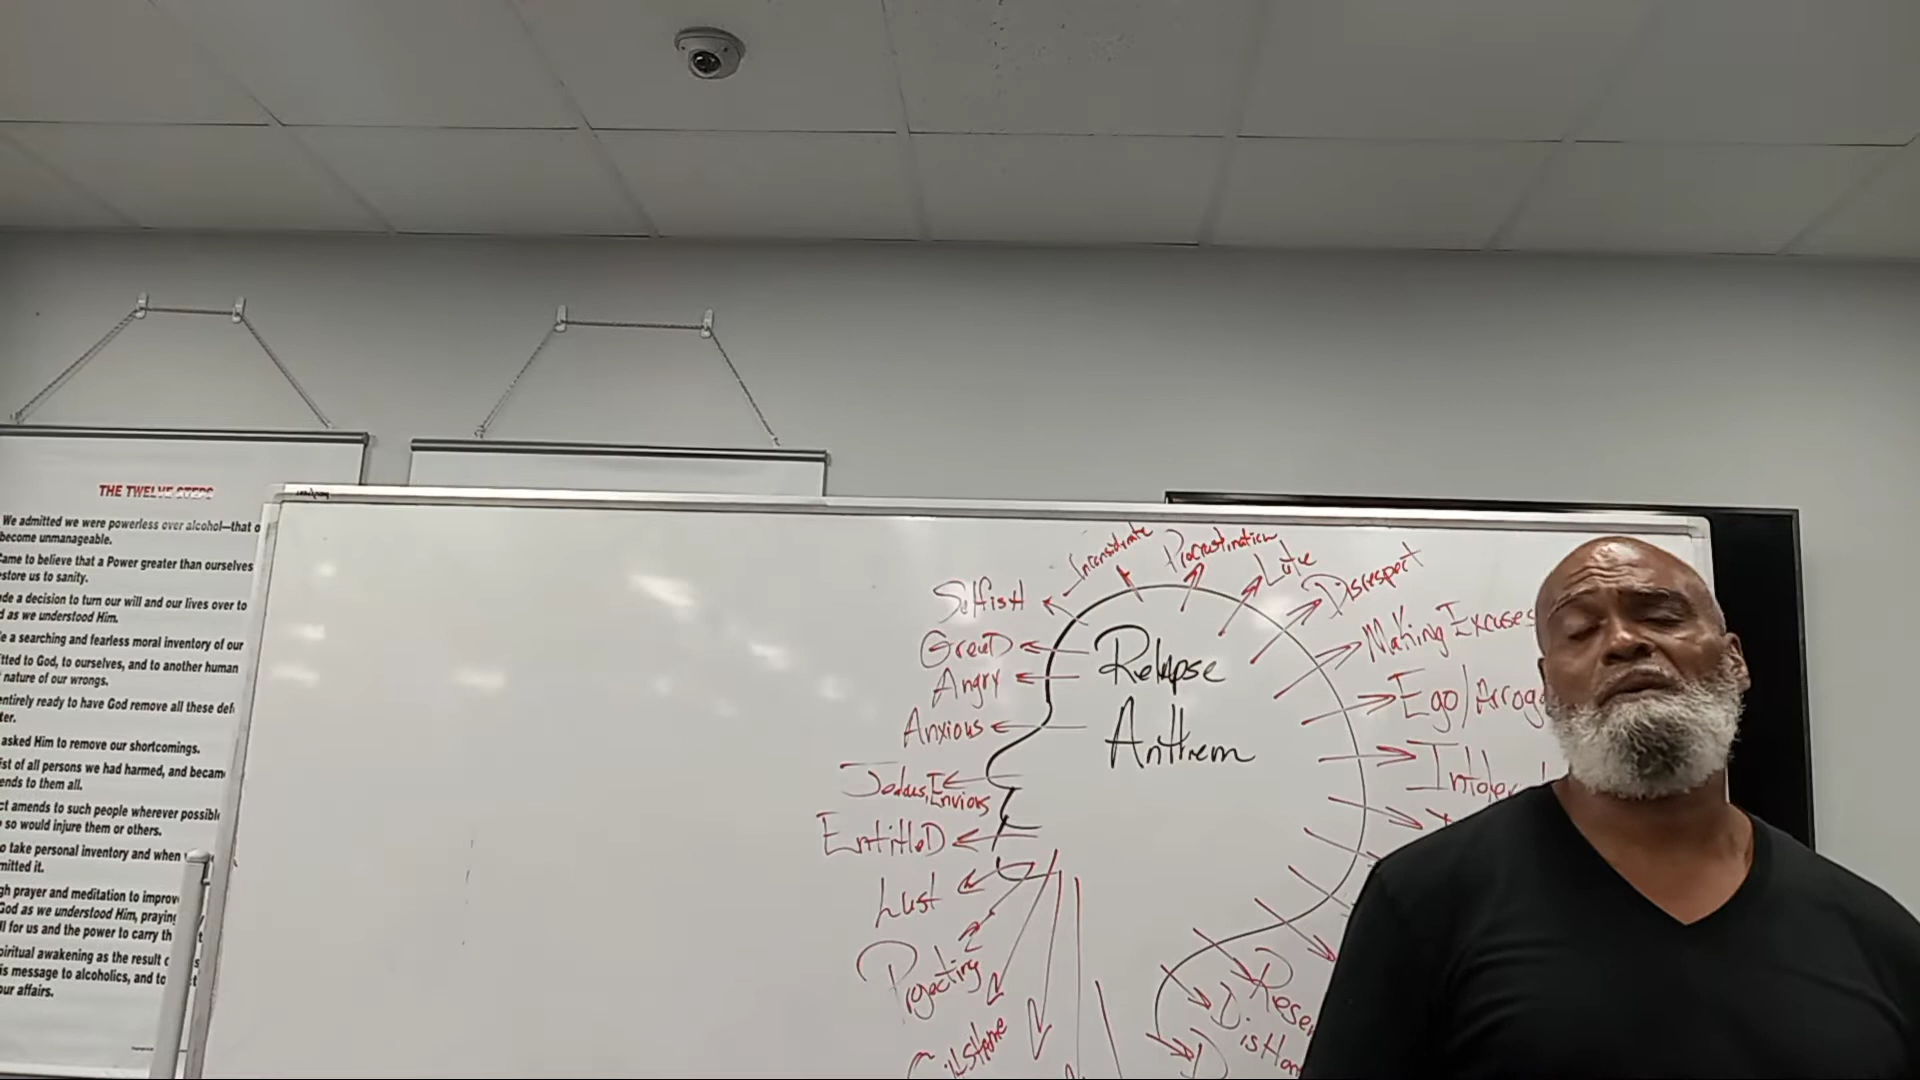 THE TWELVE STEPS
We admitted we were powerless over alcohol—that
become unmanageable.
Came to believe that a Power greater than ourselves
store us to sanity.
de a decision to turn our will and our lives over to
d as we understood Him.
e a searching and fearless moral inventory of our
tted to God, to ourselves, and to another human
nature of our wrongs.
entirely ready to have God remove all these
ter.
asked Him to remove our shortcomings.
ist of all persons we had harmed, and became
ends to them all.
ct amends to such people wherever possible
so would injure them or others.
o take personal inventory and when
mitted it.
gh prayer and meditation to improv
God as we understood Him, praying
ll for us and the power to carry th
piritual awakening as the result
is message to alcoholics, and to
our affairs.
Relapse
Anthem
Inconsiderate
Procrastination
Late
Disrespect
Making Excuses
Ego/Arrog
Intoler
SelfisH
GreeD
Angry
Anxious
Jealous, Envious
EntitleD
Lust
Projecting
Rese
DisHon